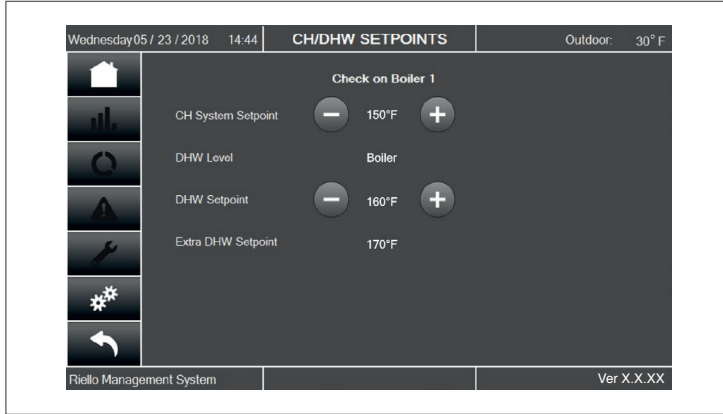 Wednesday 05 / 23 / 2018 14:44 CH/DHW SETPOINTS Outdoor: 30° F
Check on Boiler 1
CH System Setpoint 150°F
DHW Level Boiler
DHW Setpoint 160°F
Extra DHW Setpoint 170°F
Riello Management System Ver X.X.XX